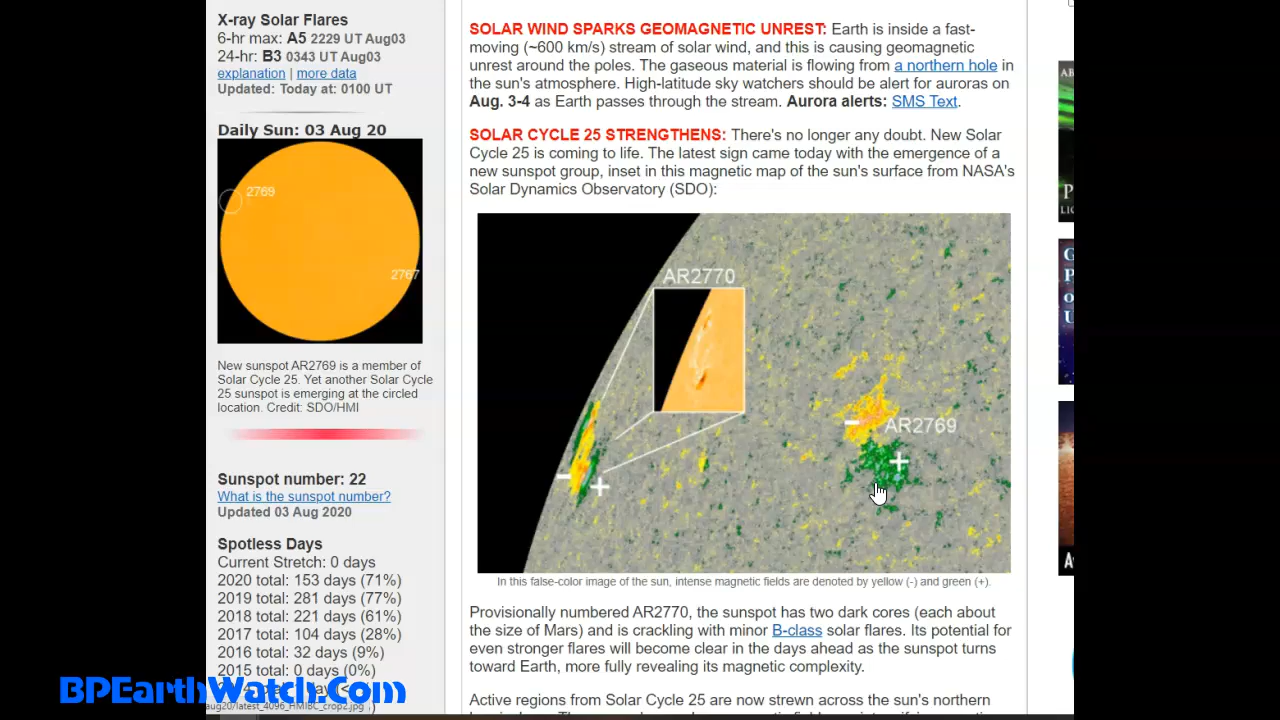 X-ray Solar Flares
6-hr max: A5 2229 UT Aug03
24-hr: B3 0343 UT Aug03
explanation | more data
Updated: Today at: 0100 UT
Daily Sun: 03 Aug 20
2769
2767
New sunspot AR2769 is a member of
Solar Cycle 25. Yet another Solar Cycle
25 sunspot is emerging at the circled
location. Credit: SDO/HMI
Sunspot number: 22
What is the sunspot number?
Updated 03 Aug 2020
Spotless Days
Current Stretch: 0 days
2020 total: 153 days (71%)
2019 total: 281 days (77%)
2018 total: 221 days (61%)
2017 total: 104 days (28%)
2016 total: 32 days (9%)
2015 total: 0 days (0%)
BPEarthWatch.Com
aug20/latest_4096_HMIBC_crop2.jpg
SOLAR WIND SPARKS GEOMAGNETIC UNREST: Earth is inside a fast-
moving (~600 km/s) stream of solar wind, and this is causing geomagnetic
unrest around the poles. The gaseous material is flowing from a northern hole in
the sun's atmosphere. High-latitude sky watchers should be alert for auroras on
Aug. 3-4 as Earth passes through the stream. Aurora alerts: SMS Text.
SOLAR CYCLE 25 STRENGTHENS: There's no longer any doubt. New Solar
Cycle 25 is coming to life. The latest sign came today with the emergence of a
new sunspot group, inset in this magnetic map of the sun's surface from NASA's
Solar Dynamics Observatory (SDO):
AR2770
AR2769
- +
- +
In this false-color image of the sun, intense magnetic fields are denoted by yellow (-) and green (+).
Provisionally numbered AR2770, the sunspot has two dark cores (each about
the size of Mars) and is crackling with minor B-class solar flares. Its potential for
even stronger flares will become clear in the days ahead as the sunspot turns
toward Earth, more fully revealing its magnetic complexity.
Active regions from Solar Cycle 25 are now strewn across the sun's northern